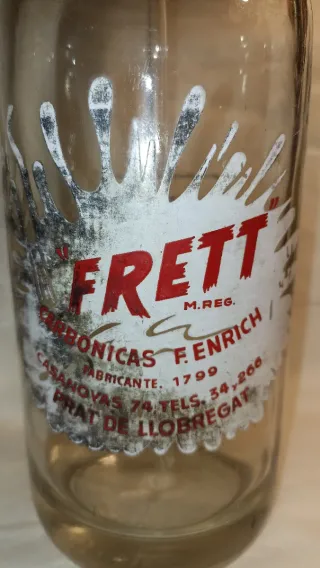 "FRETT"
M.REG.
CARBONICAS F.ENRICH
FABRICANTE. 1799
CASANOVAS 74, TELS. 34, 266
PRAT DE LLOBREGAT